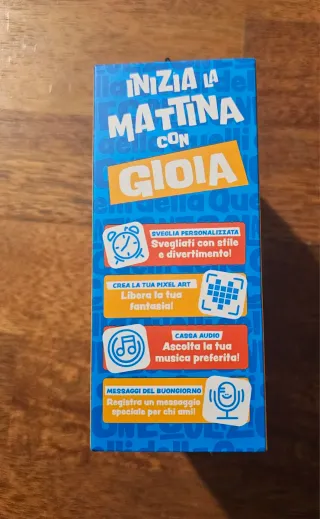 INIZIA LA
MATTINA
CON
GIOIA
SVEGLIA PERSONALIZZATA
Svegliati con stile
e divertimento!
CREA LA TUA PIXEL ART
Libera la tua
fantasia!
CASSA AUDIO
Ascolta la tua
musica preferita!
MESSAGGI DEL BUONGIORNO
Registra un messaggio
speciale per chi ami!